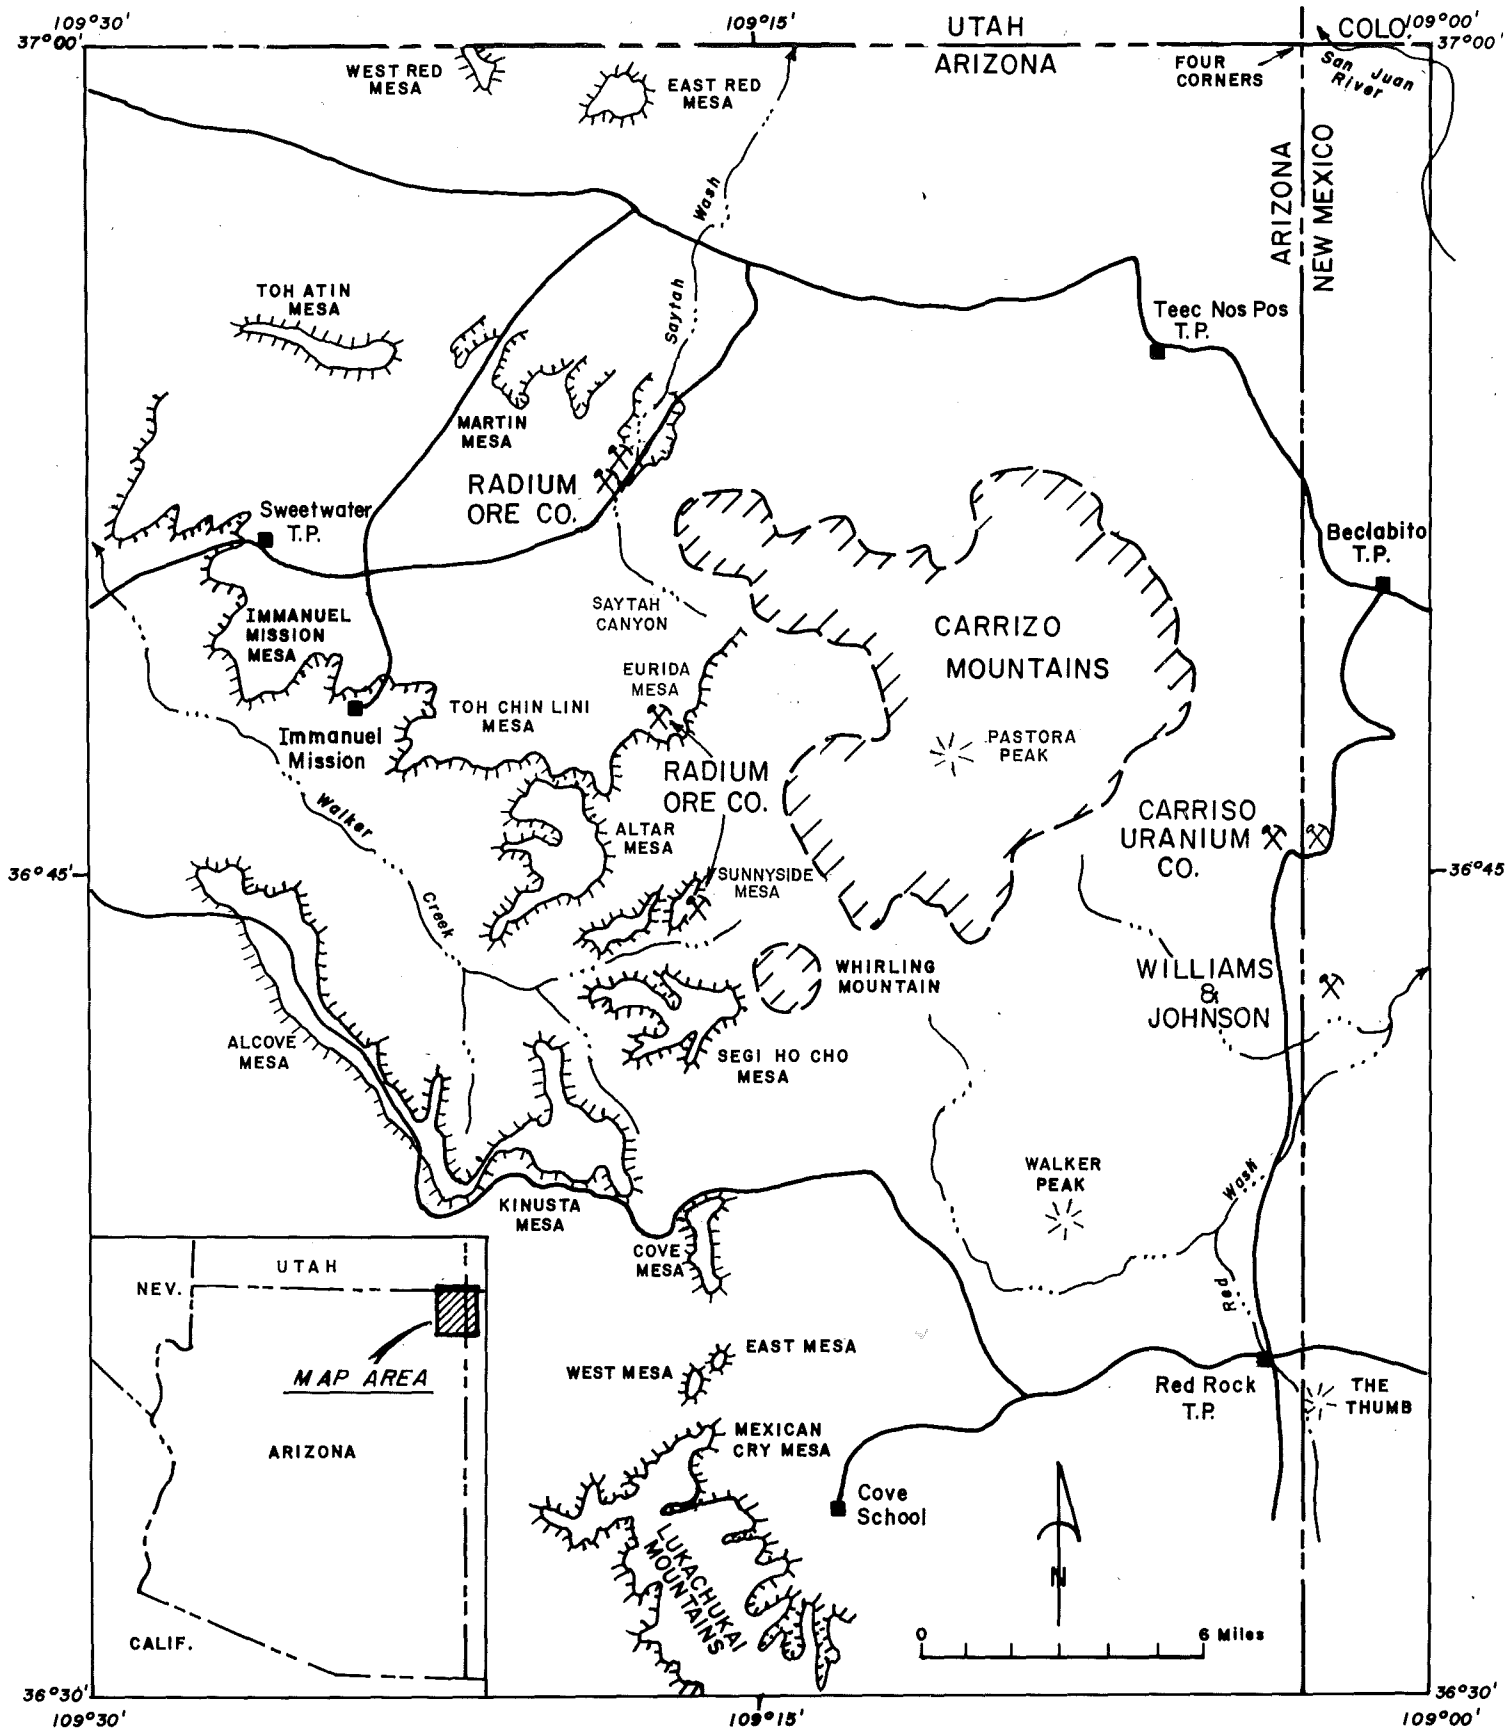 109°30'
109°15'
109°00'
37°00'
UTAH
COLO.
37°00'
ARIZONA
FOUR
CORNERS
San Juan
River
WEST RED
MESA
EAST RED
MESA
ARIZONA
NEW MEXICO
Wash
Saytah
TOH ATIN
MESA
Teec Nos Pos
T.P.
MARTIN
MESA
RADIUM
ORE CO.
Sweetwater
T.P.
Beclabito
T.P.
SAYTAH
CANYON
IMMANUEL
MISSION
MESA
CARRIZO
MOUNTAINS
EURIDA
MESA
TOH CHIN LINI
MESA
Immanuel
Mission
PASTORA
PEAK
RADIUM
ORE CO.
Walker
Creek
CARRISO
URANIUM
CO.
ALTAR
MESA
36°45'
36°45'
SUNNYSIDE
MESA
WHIRLING
MOUNTAIN
WILLIAMS
&
JOHNSON
ALCOVE
MESA
SEGI HO CHO
MESA
WALKER
PEAK
Wash
Red
KINUSTA
MESA
COVE
MESA
UTAH
NEV.
MAP AREA
ARIZONA
CALIF.
EAST MESA
WEST MESA
Red Rock
T.P.
THE
THUMB
MEXICAN
CRY MESA
Cove
School
LUKACHUKAI
MOUNTAINS
N
0
6 Miles
36°30'
36°30'
109°30'
109°15'
109°00'